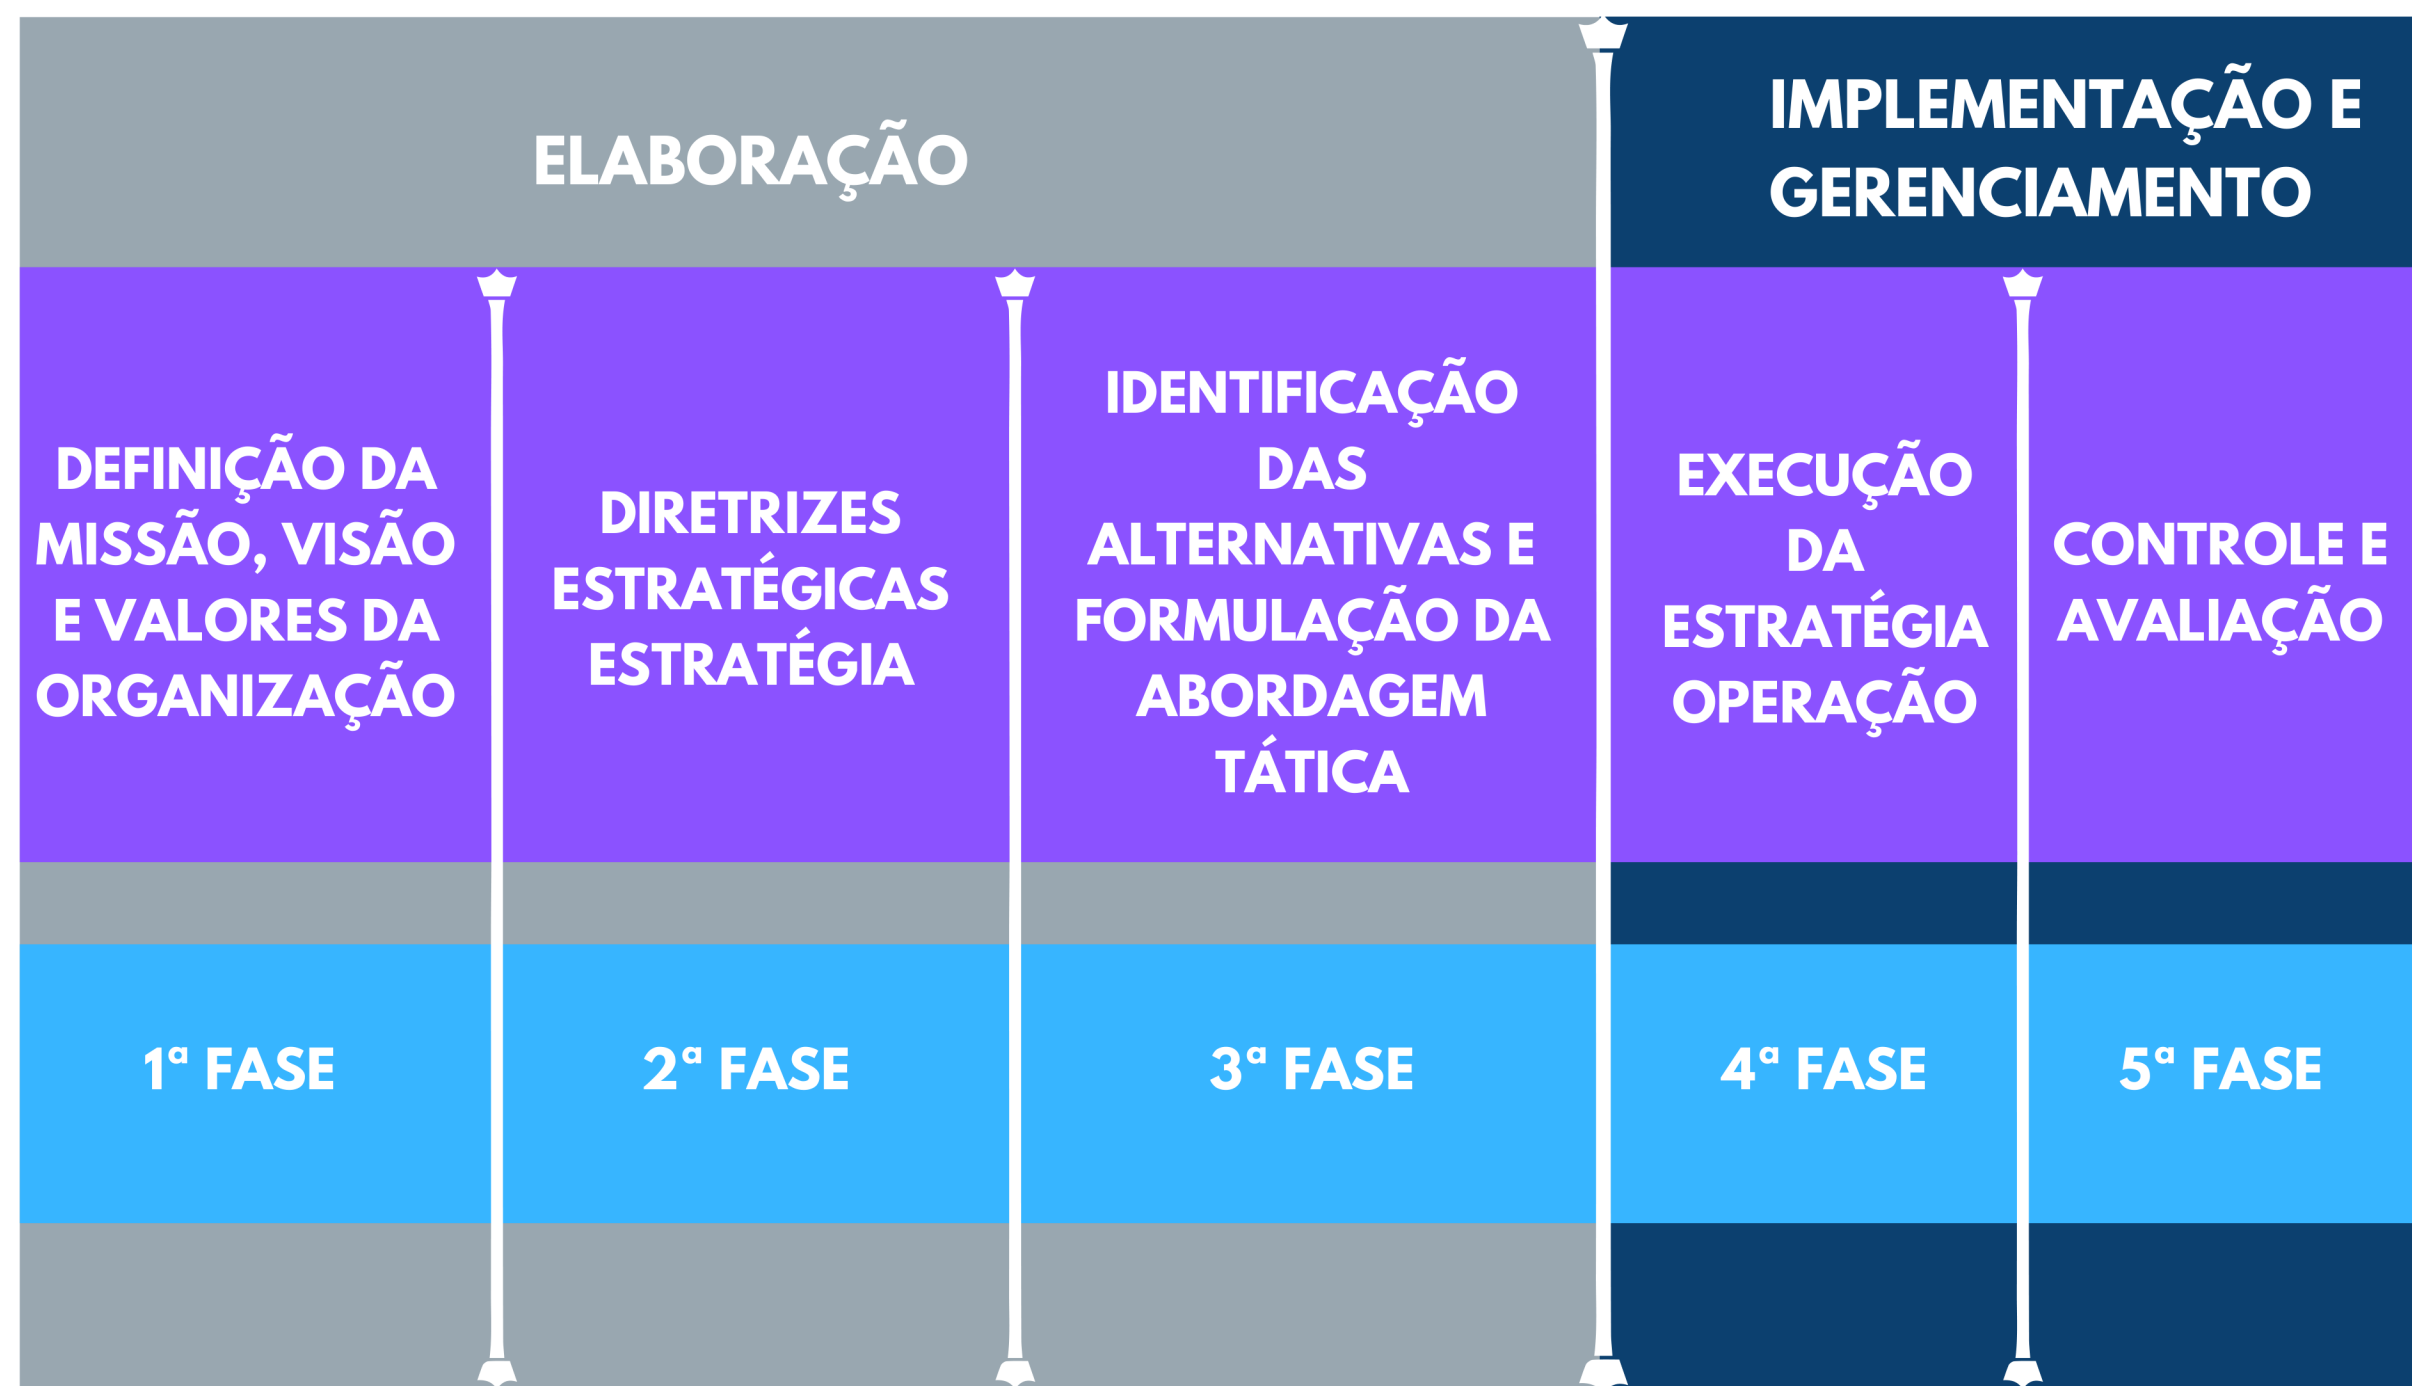 ELABORAÇÃO
IMPLEMENTAÇÃO E
GERENCIAMENTO
DEFINIÇÃO DA
MISSÃO, VISÃO
E VALORES DA
ORGANIZAÇÃO
DIRETRIZES
ESTRATÉGICAS
ESTRATÉGIA
IDENTIFICAÇÃO
DAS
ALTERNATIVAS E
FORMULAÇÃO DA
ABORDAGEM
TÁTICA
EXECUÇÃO
DA
ESTRATÉGIA
OPERAÇÃO
CONTROLE E
AVALIAÇÃO
1ª FASE
2ª FASE
3ª FASE
4ª FASE
5ª FASE